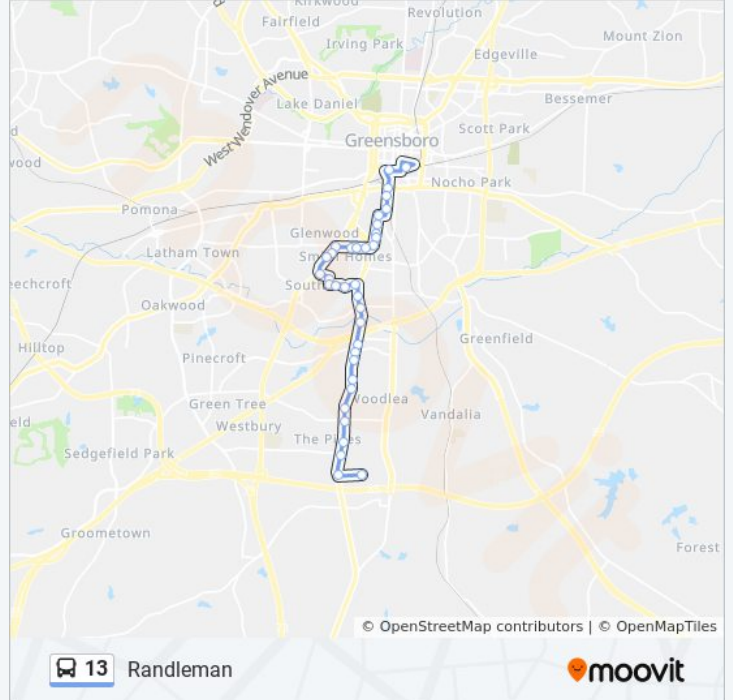 Kirkwood
Revolution
Fairfield
Irving Park
Mount Zion
Edgeville
West Wendover Avenue
Lake Daniel
Bessemer
Scott Park
Greensboro
wood
Nocho Park
Pomona
Glenwood
Latham Town
Homes
eechcroft
South
Oakwood
Greenfield
Hilltop
Pinecroft
Woodlea
Green Tree
Vandalia
eld
Westbury
The Pines
Sedgefield Park
Groometown
Forest
© OpenStreetMap contributors | © OpenMapTiles
13 Randleman
moovit